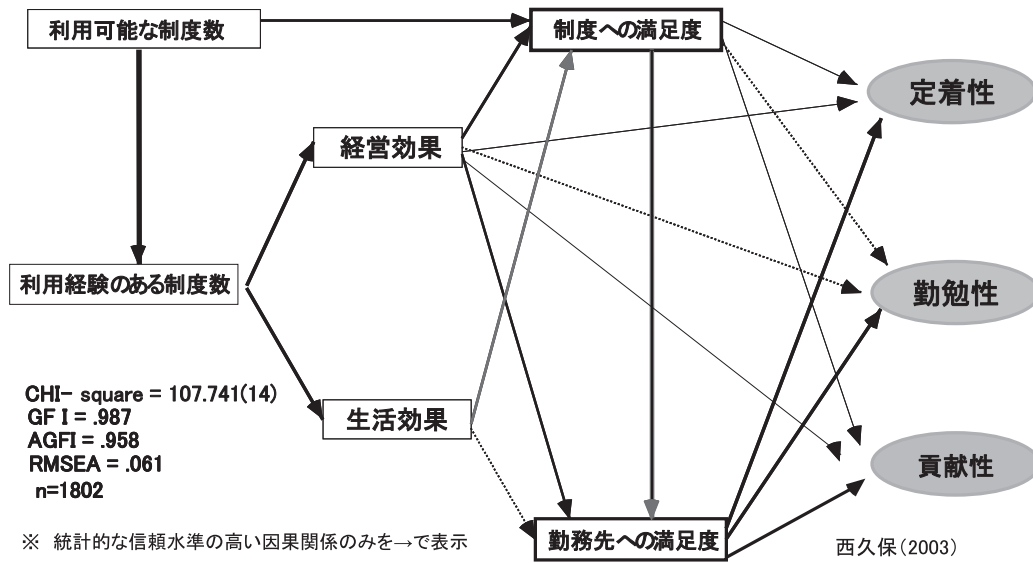 利用可能な制度数
制度への満足度
定着性
経営効果
利用経験のある制度数
勤勉性
CHI- square = 107.741(14)
GF I = .987
AGFI = .958
RMSEA = .061
n=1802
生活効果
貢献性
※ 統計的な信頼水準の高い因果関係のみを→で表示
勤務先への満足度
西久保(2003)